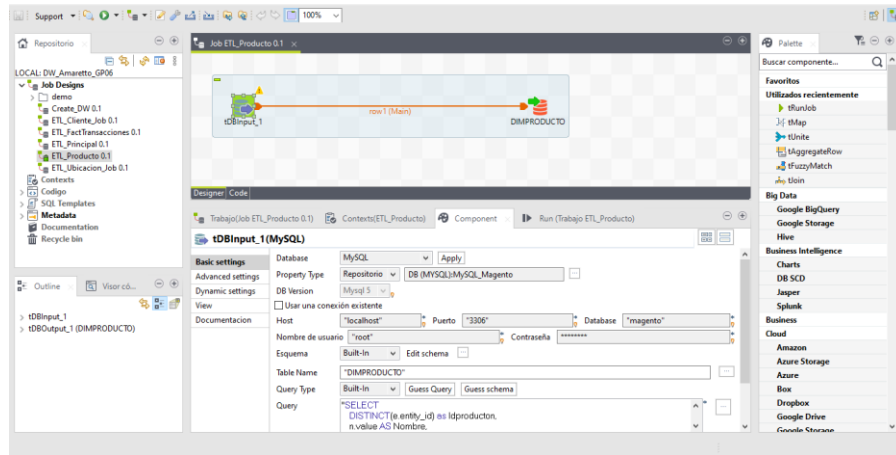 Support
100%
Repositorio
LOCAL: DW_Amaretto_GP06
Job Designs
demo
Create_DW 0.1
ETL_Cliente_Job 0.1
ETL_FactTransacciones 0.1
ETL_Principal 0.1
ETL_Producto 0.1
ETL_Ubicacion_Job 0.1
Contexts
Codigo
SQL Templates
Metadata
Documentation
Recycle bin
Outline
Visor có...
tDBInput_1
tDBOutput_1 (DIMPRODUCTO)
Job ETL_Producto 0.1
row1 (Main)
tDBInput_1
DIMPRODUCTO
Designer Code
Trabajo(Job ETL_Producto 0.1)
Contexts(ETL_Producto)
Component
Run (Trabajo ETL_Producto)
tDBInput_1(MySQL)
Basic settings
Advanced settings
Dynamic settings
View
Documentacion
Database MySQL Apply
Property Type Repositorio DB (MYSQL):MySQL_Magento
DB Version Mysql 5
Usar una conexión existente
Host "localhost" * Puerto "3306" * Database "magento" *
Nombre de usuario "root" * Contraseña ******** *
Esquema Built-In Edit schema
Table Name "DIMPRODUCTO"
Query Type Built-In Guess Query Guess schema
Query "SELECT
DISTINCT(e.entity_id) as Idproducton,
n.value AS Nombre,
Palette
Buscar componente...
Favoritos
Utilizados recientemente
tRunJob
tMap
tUnite
tAggregateRow
tFuzzyMatch
tJoin
Big Data
Google BigQuery
Google Storage
Hive
Business Intelligence
Charts
DB SCD
Jasper
Splunk
Business
Cloud
Amazon
Azure Storage
Azure
Box
Dropbox
Google Drive
Google Storage